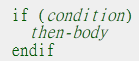 if (condition)
then-body
endif